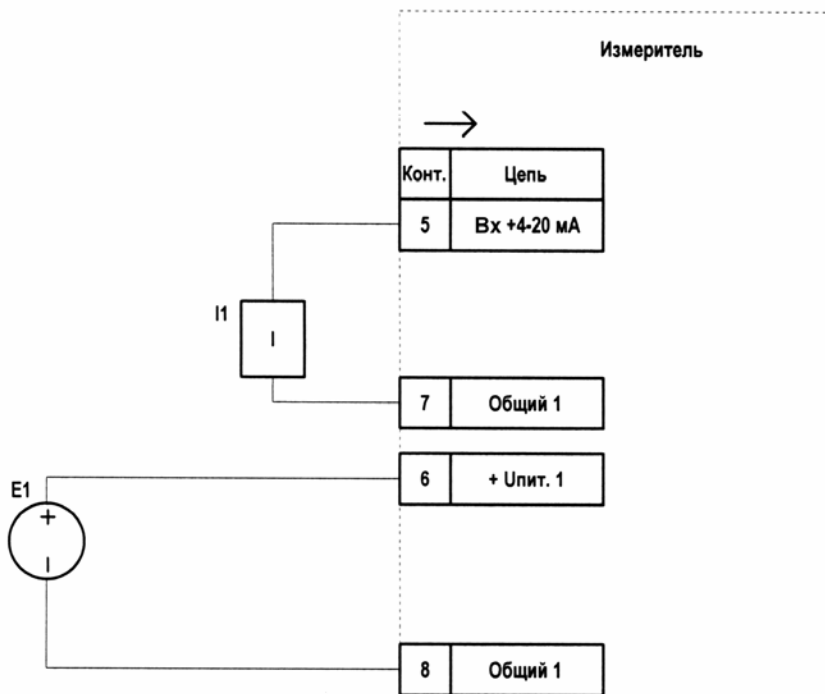 Измеритель
Конт. Цепь
5 Вх +4-20 мА
I1
I
7 Общий 1
6 + Uпит. 1
E1
+
8 Общий 1